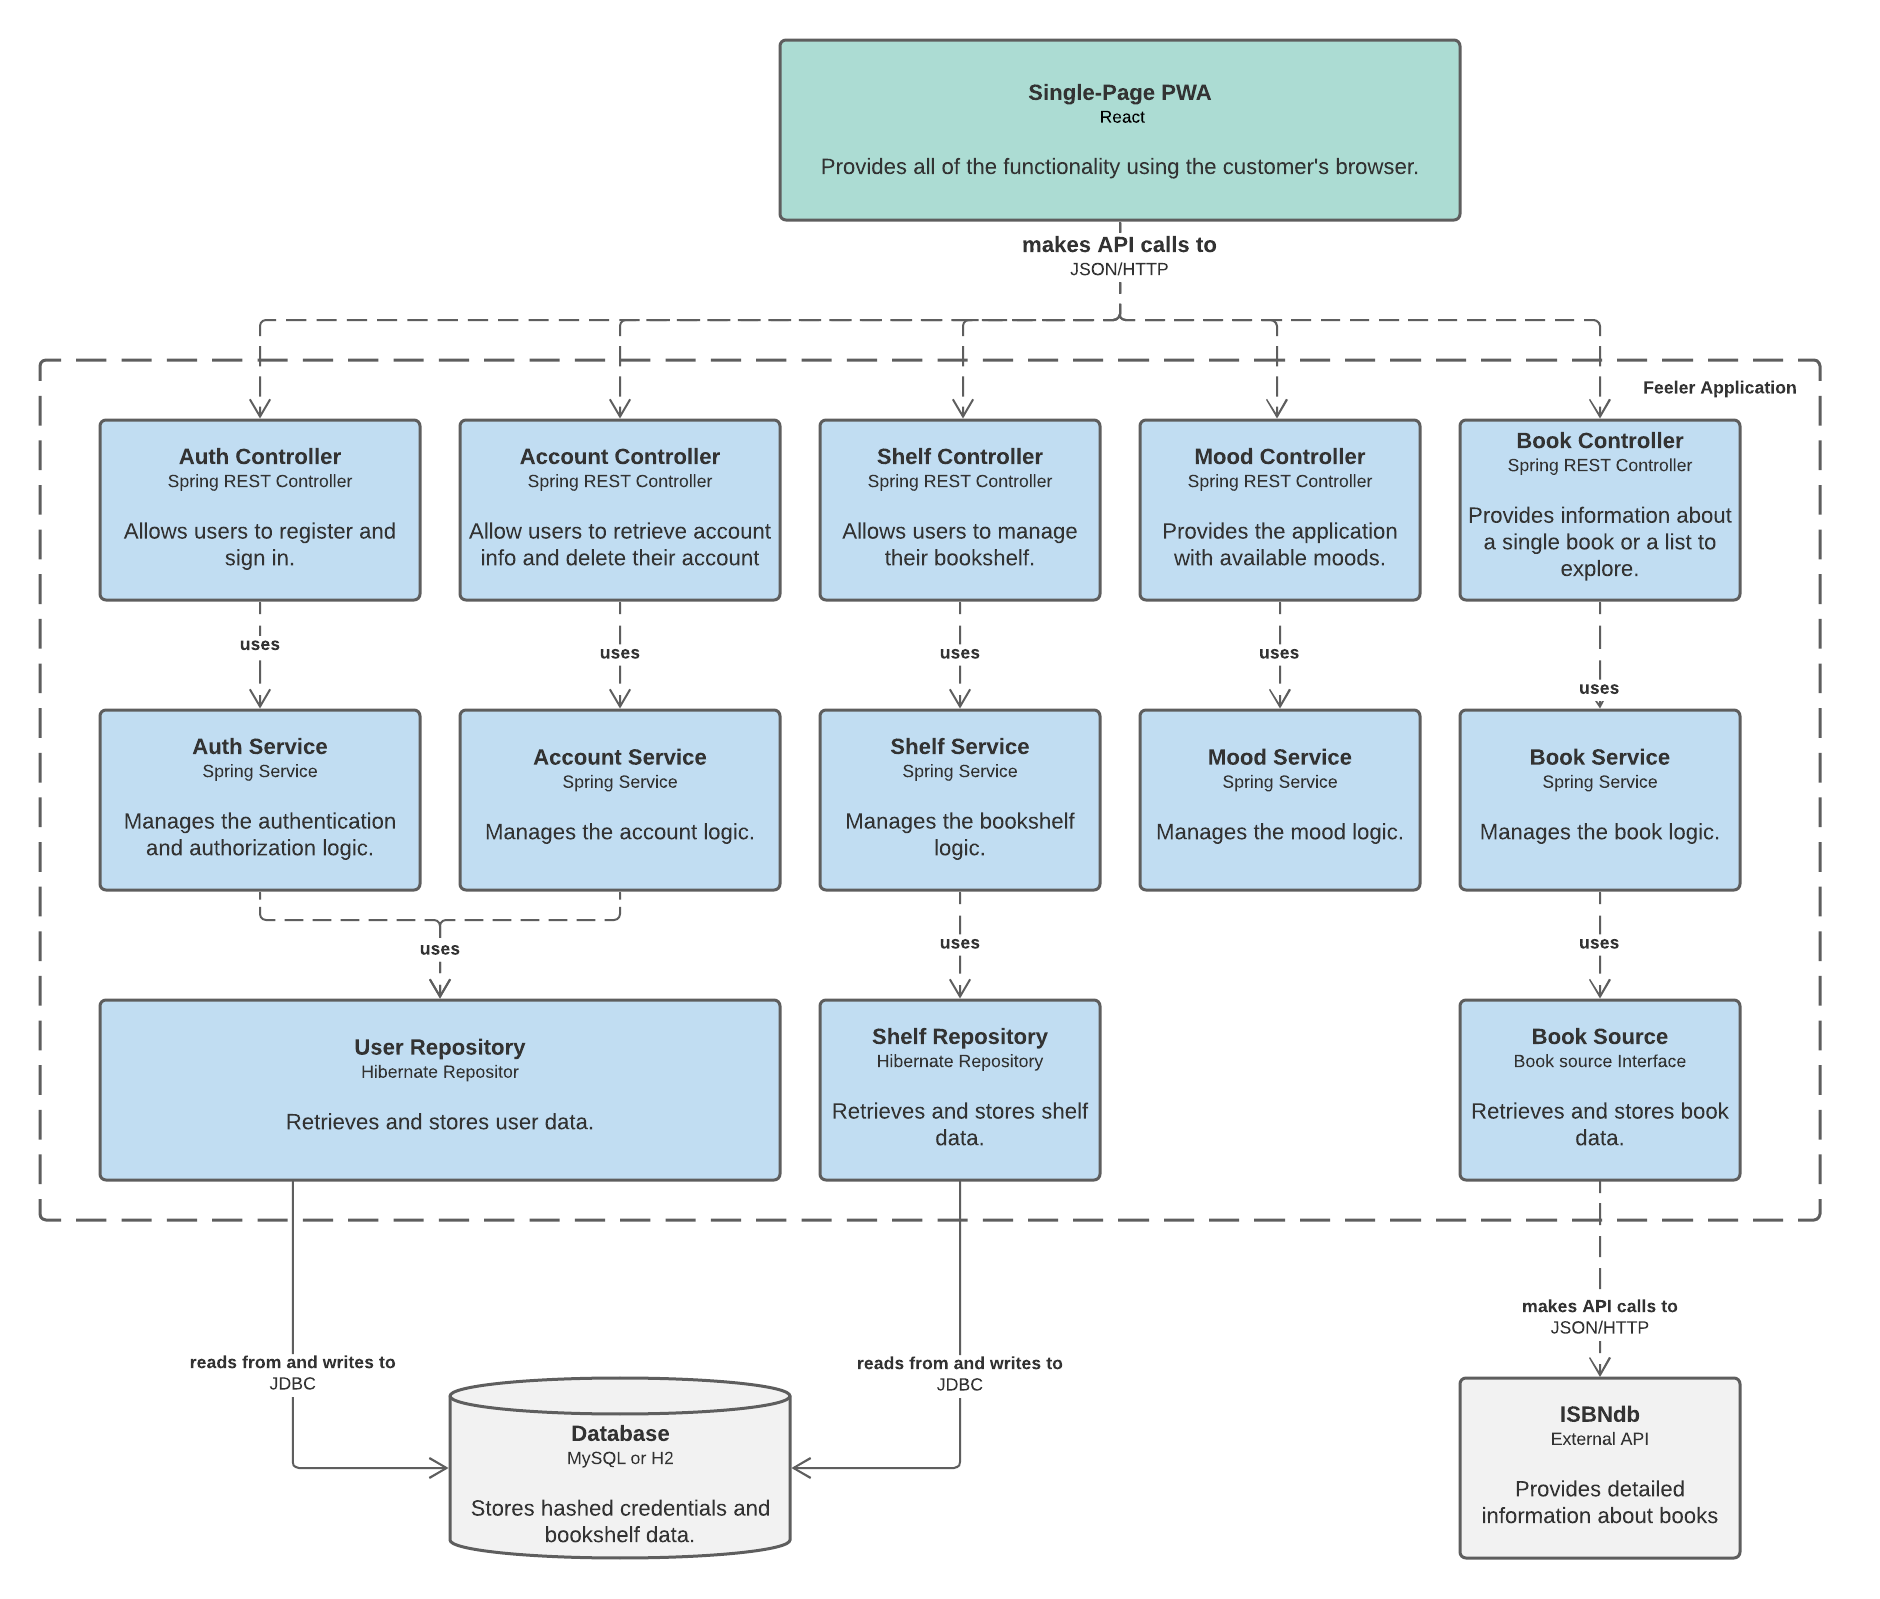 Single-Page PWA
React
Provides all of the functionality using the customer's browser.
makes API calls to
JSON/HTTP
Feeler Application
Auth Controller
Spring REST Controller
Allows users to register and
sign in.
Account Controller
Spring REST Controller
Allow users to retrieve account
info and delete their account
Shelf Controller
Spring REST Controller
Allows users to manage
their bookshelf.
Mood Controller
Spring REST Controller
Provides the application
with available moods.
Book Controller
Spring REST Controller
Provides information about
a single book or a list to
explore.
uses
uses
uses
uses
uses
Auth Service
Spring Service
Manages the authentication
and authorization logic.
Account Service
Spring Service
Manages the account logic.
Shelf Service
Spring Service
Manages the bookshelf
logic.
Mood Service
Spring Service
Manages the mood logic.
Book Service
Spring Service
Manages the book logic.
uses
uses
uses
User Repository
Hibernate Repositor
Retrieves and stores user data.
Shelf Repository
Hibernate Repository
Retrieves and stores shelf
data.
Book Source
Book source Interface
Retrieves and stores book
data.
reads from and writes to
JDBC
reads from and writes to
JDBC
makes API calls to
JSON/HTTP
Database
MySQL or H2
Stores hashed credentials and
bookshelf data.
ISBNdb
External API
Provides detailed
information about books